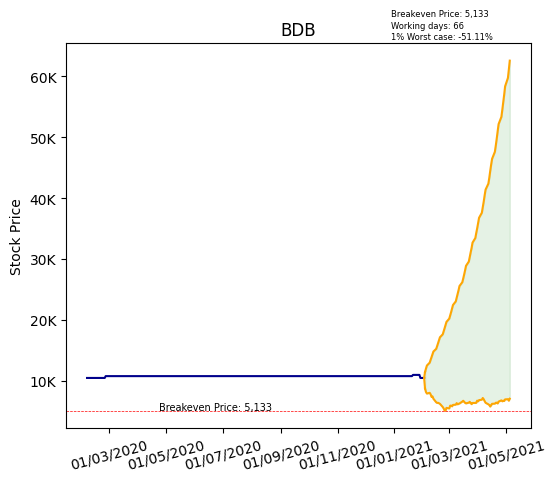 Breakeven Price: 5,133
Working days: 66
1% Worst case: -51.11%
BDB
Stock Price
60K
50K
40K
30K
20K
10K
Breakeven Price: 5,133
01/03/2020
01/05/2020
01/07/2020
01/09/2020
01/11/2020
01/01/2021
01/03/2021
01/05/2021